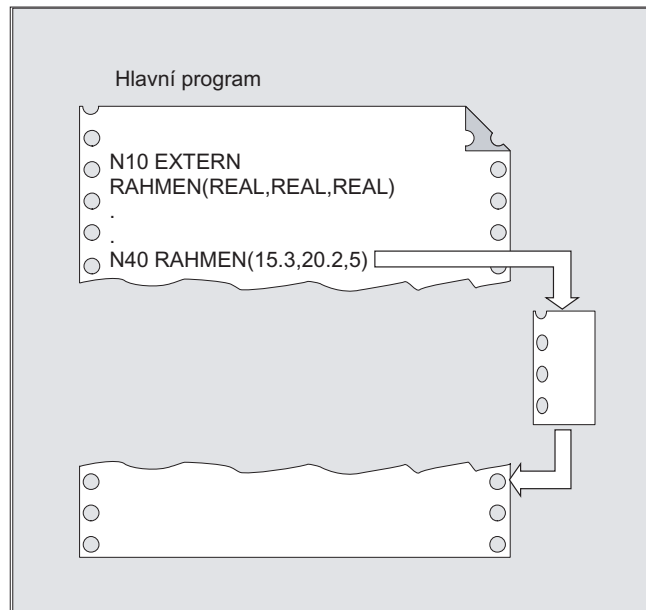 Hlavní program
N10 EXTERN
RAHMEN(REAL,REAL,REAL)
.
.
N40 RAHMEN(15.3,20.2,5)